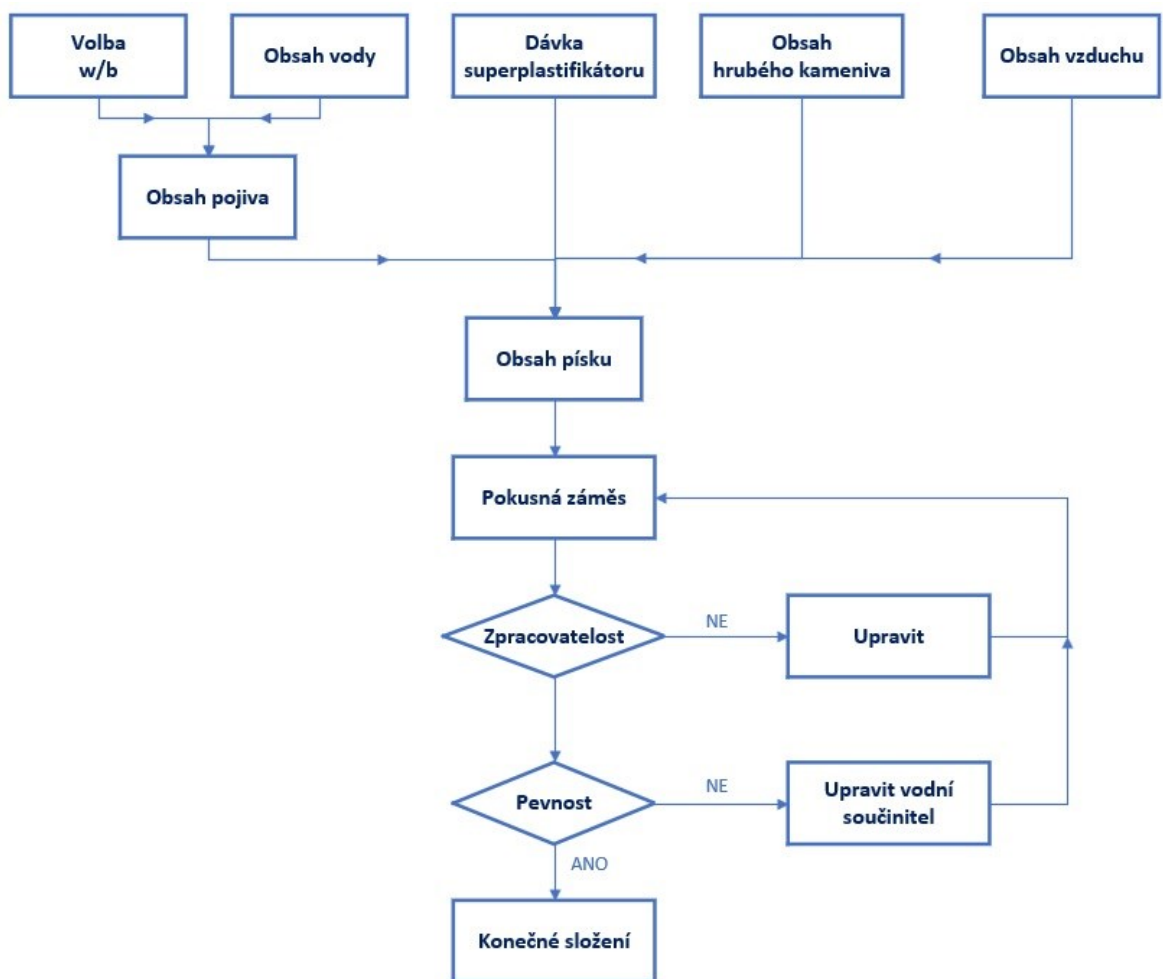 Volba
w/b
Obsah vody
Dávka
superplastifikátoru
Obsah
hrubého kameniva
Obsah vzduchu
Obsah pojiva
Obsah písku
Pokusná záměs
Zpracovatelost
NE
Upravit
Pevnost
NE
Upravit vodní
součinitel
ANO
Konečné složení